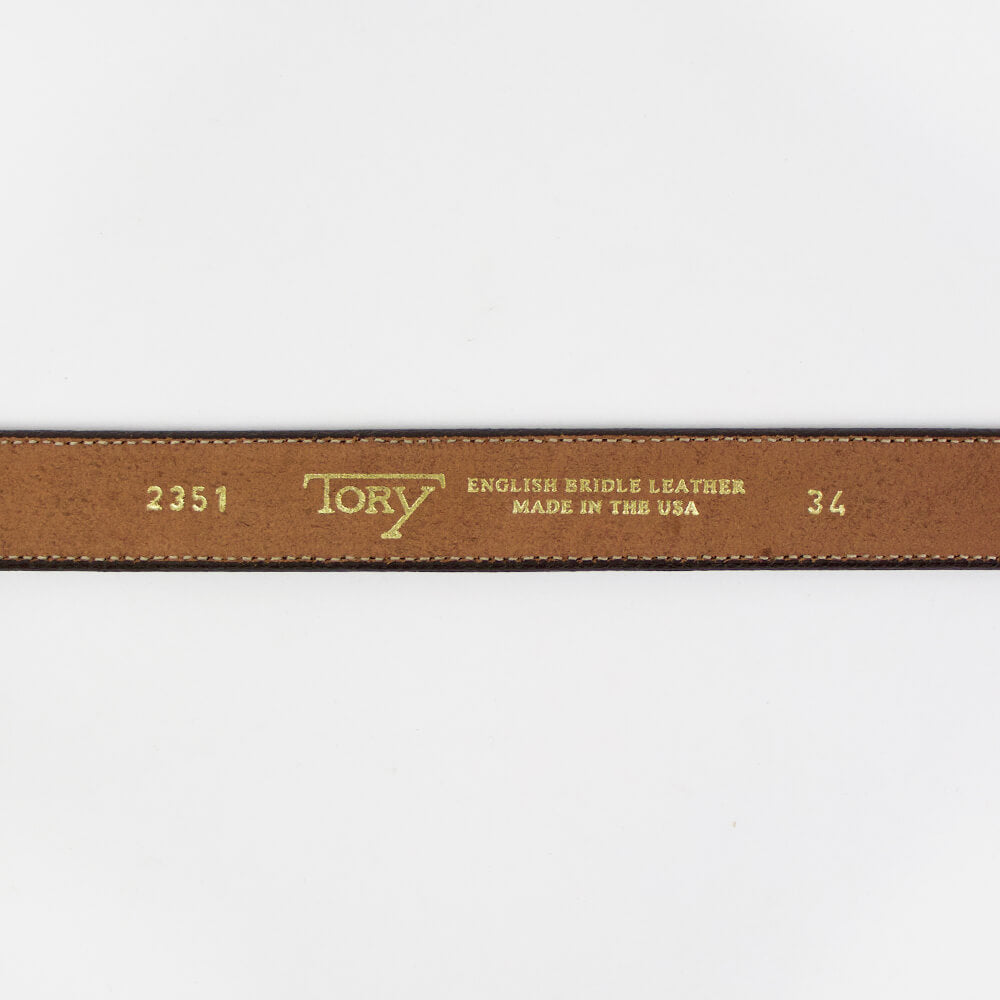 2351
TORY
ENGLISH BRIDLE LEATHER
MADE IN THE USA
34